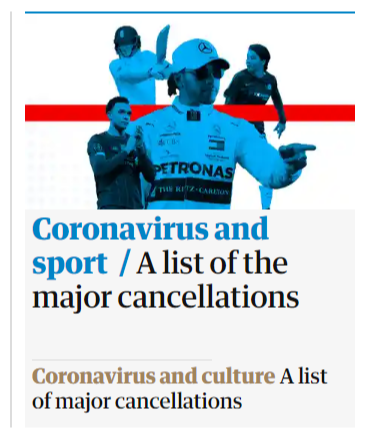 PETRONAS
THE RITZ-CARLTON
Coronavirus and
sport / A list of the
major cancellations
Coronavirus and culture A list
of major cancellations